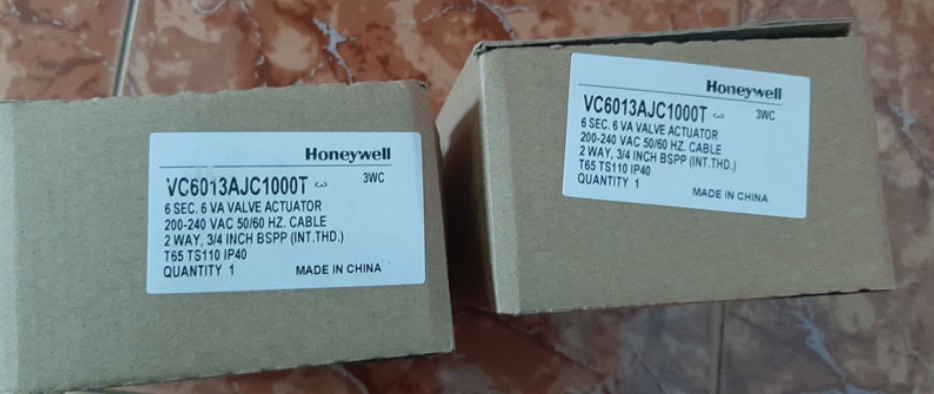 Honeywell
VC6013AJC1000T 3WC
6 SEC. 6 VA VALVE ACTUATOR
200-240 VAC 50/60 HZ. CABLE
2 WAY, 3/4 INCH BSPP (INT.THD.)
T65 TS110 IP40
QUANTITY 1 MADE IN CHINA
Honeywell
VC6013AJC1000T 3WC
6 SEC. 6 VA VALVE ACTUATOR
200-240 VAC 50/60 HZ. CABLE
2 WAY, 3/4 INCH BSPP (INT.THD.)
T65 TS110 IP40
QUANTITY 1 MADE IN CHINA